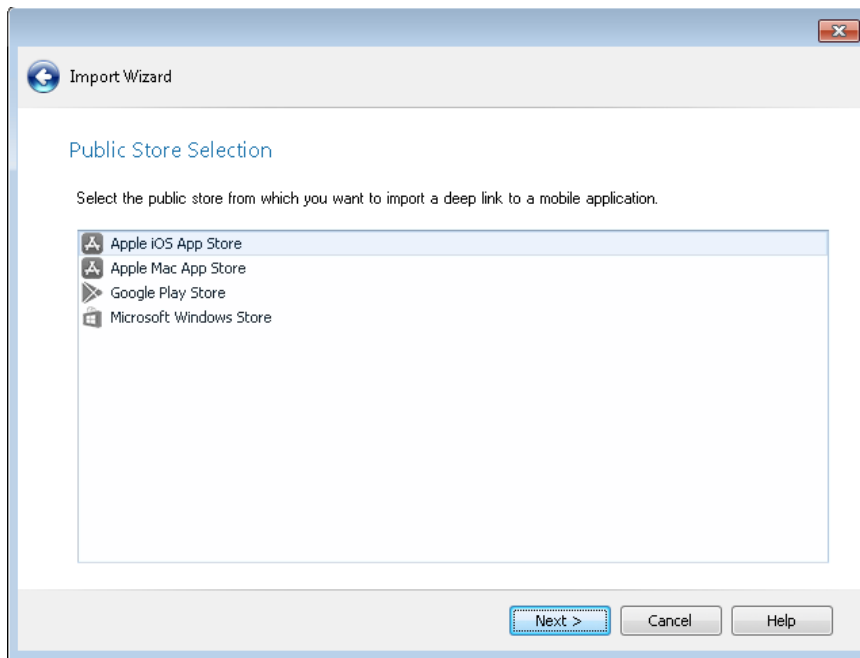 Import Wizard
Public Store Selection
Select the public store from which you want to import a deep link to a mobile application.
Apple iOS App Store
Apple Mac App Store
Google Play Store
Microsoft Windows Store
Next > Cancel Help